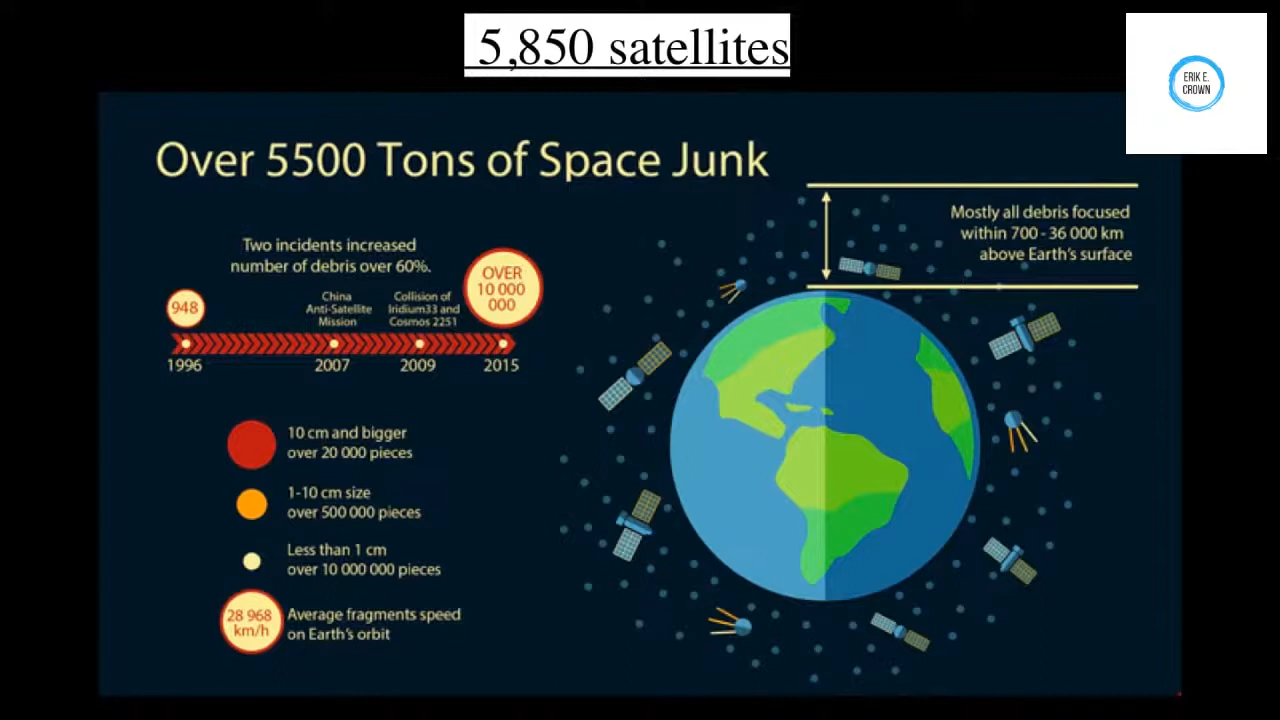 5,850 satellites
ERIK E.
CROWN
Over 5500 Tons of Space Junk
Mostly all debris focused
within 700 - 36 000 km
above Earth's surface
Two incidents increased
number of debris over 60%.
948
China
Anti-Satellite
Mission
Collision of
Iridium33 and
Cosmos 2251
OVER
10 000
000
1996
2007
2009
2015
10 cm and bigger
over 20 000 pieces
1-10 cm size
over 500 000 pieces
Less than 1 cm
over 10 000 000 pieces
28 968
km/h
Average fragments speed
on Earth's orbit